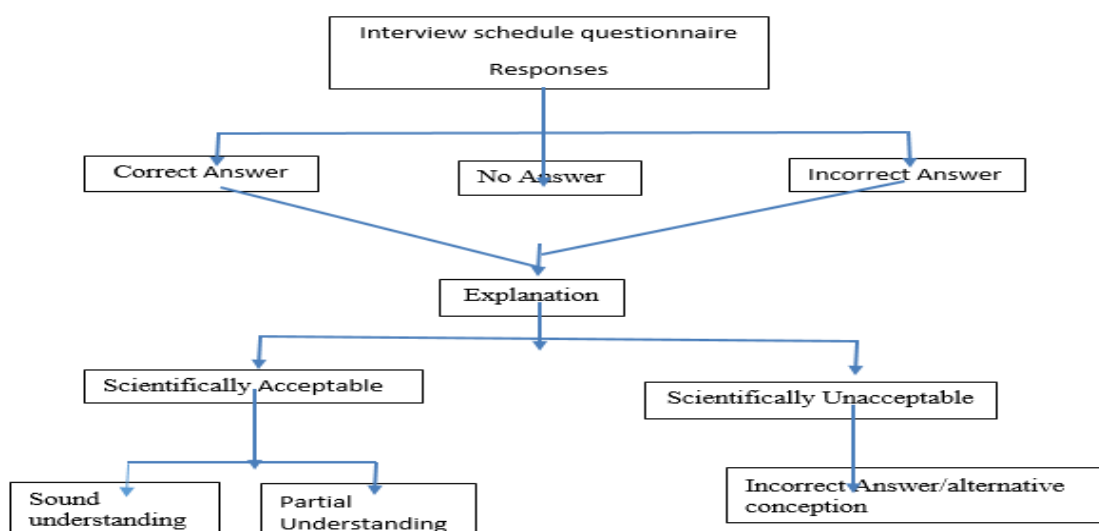 Interview schedule questionnaire
Responses
Correct Answer
No Answer
Incorrect Answer
Explanation
Scientifically Acceptable
Scientifically Unacceptable
Sound
understanding
Partial
Understanding
Incorrect Answer/alternative
conception